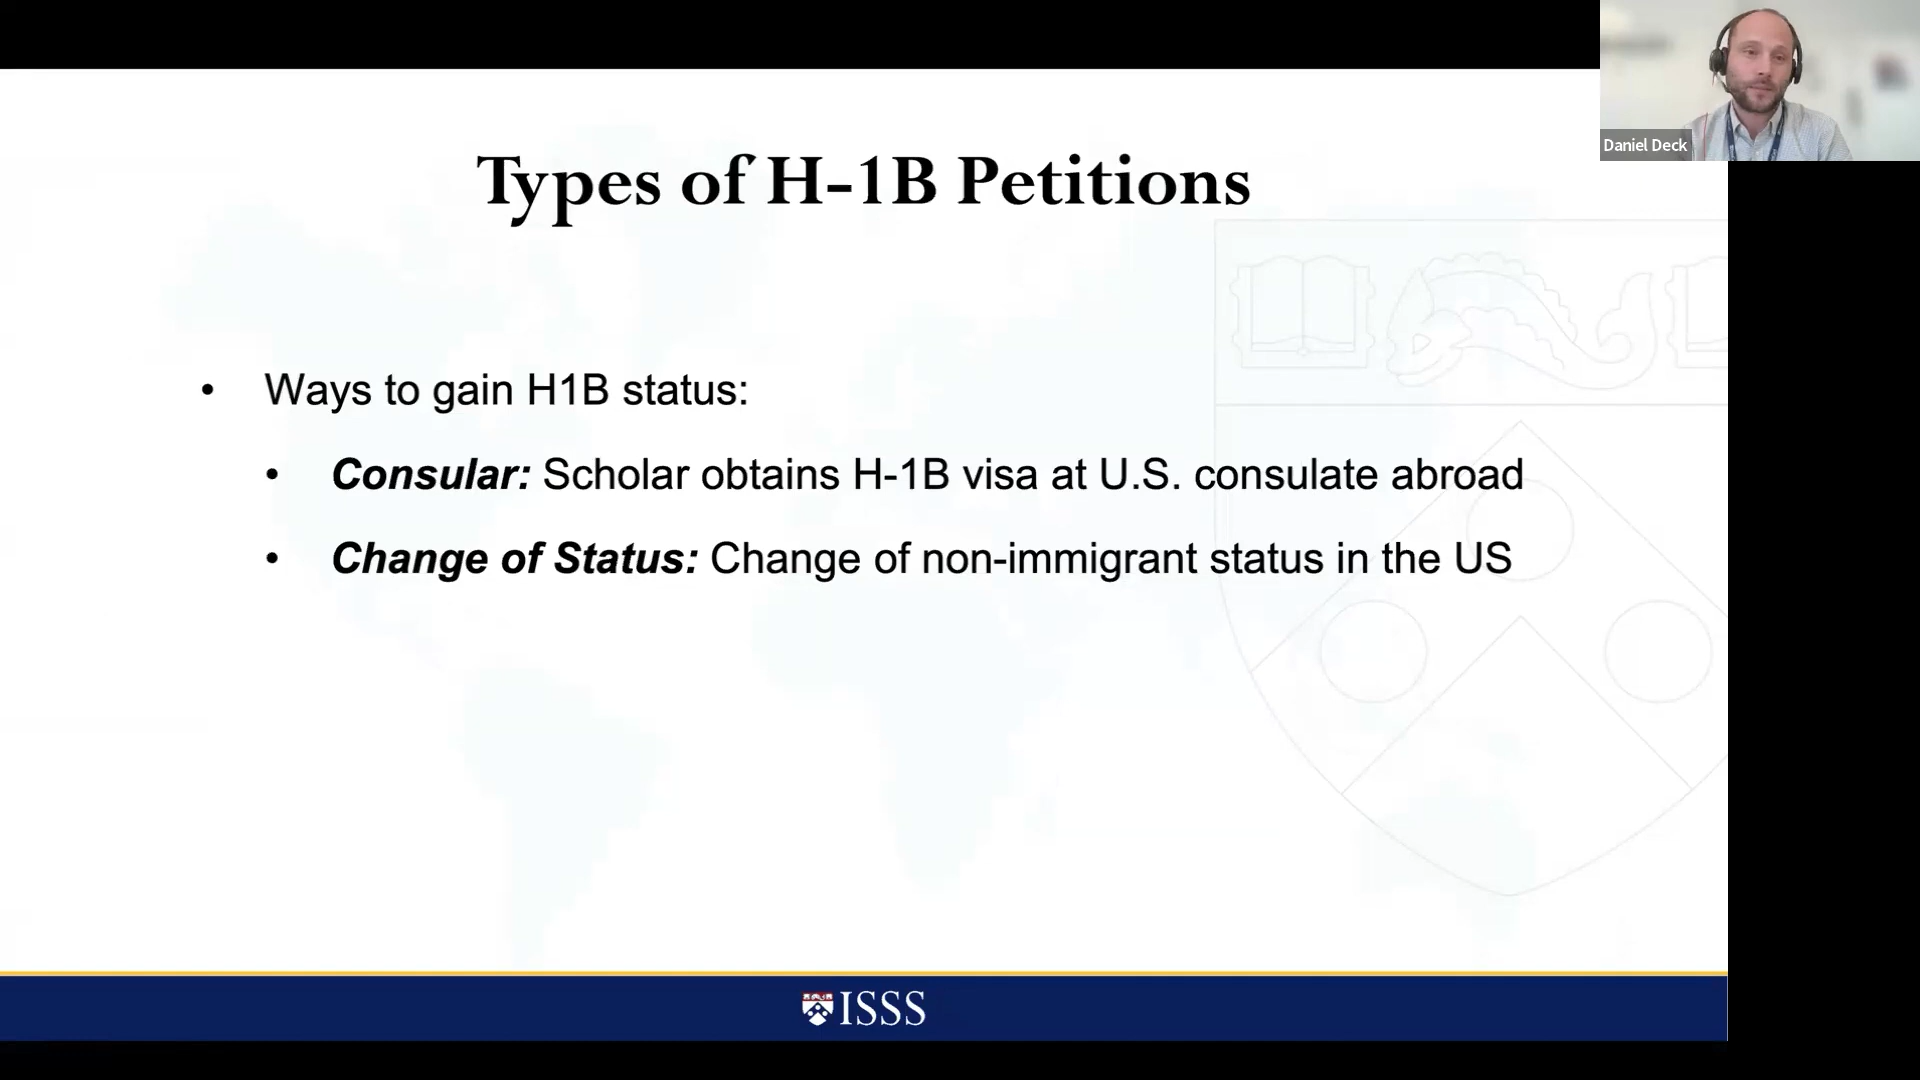 Daniel Deck
Types of H-1B Petitions
• Ways to gain H1B status:
• Consular: Scholar obtains H-1B visa at U.S. consulate abroad
• Change of Status: Change of non-immigrant status in the US
ISSS